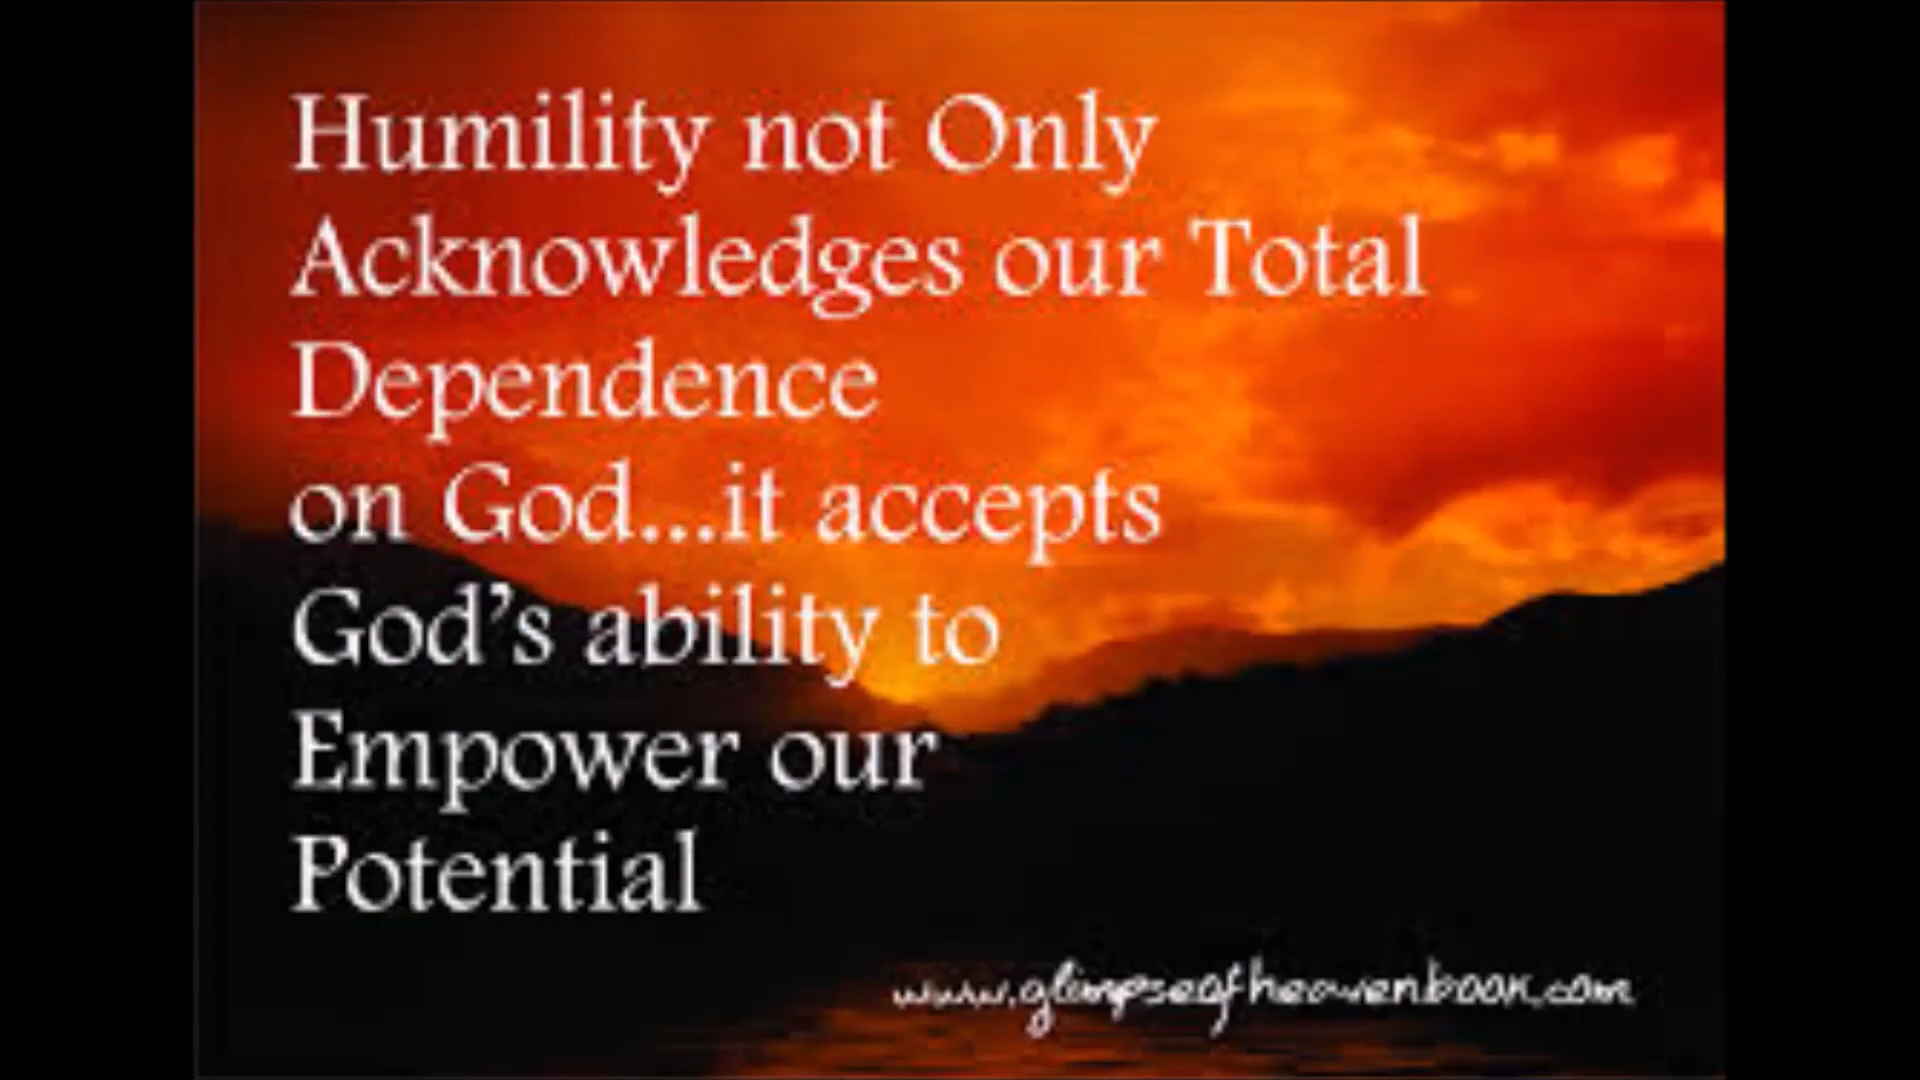 Humility not Only
Acknowledges our Total
Dependence
on God...it accepts
God's ability to
Empower our
Potential
www.glimpseofheavenbook.com